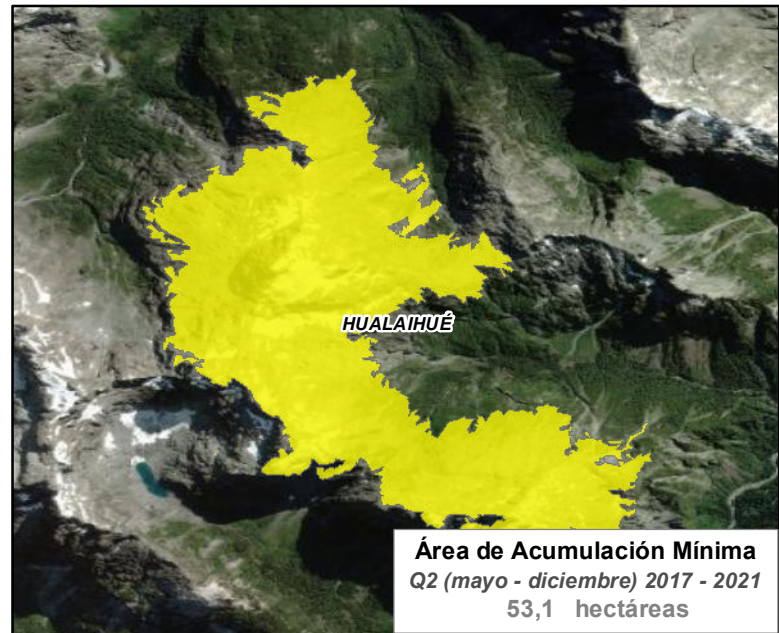 HUALAIHUÉ
Área de Acumulación Mínima
Q2 (mayo - diciembre) 2017 - 2021
53,1 hectáreas